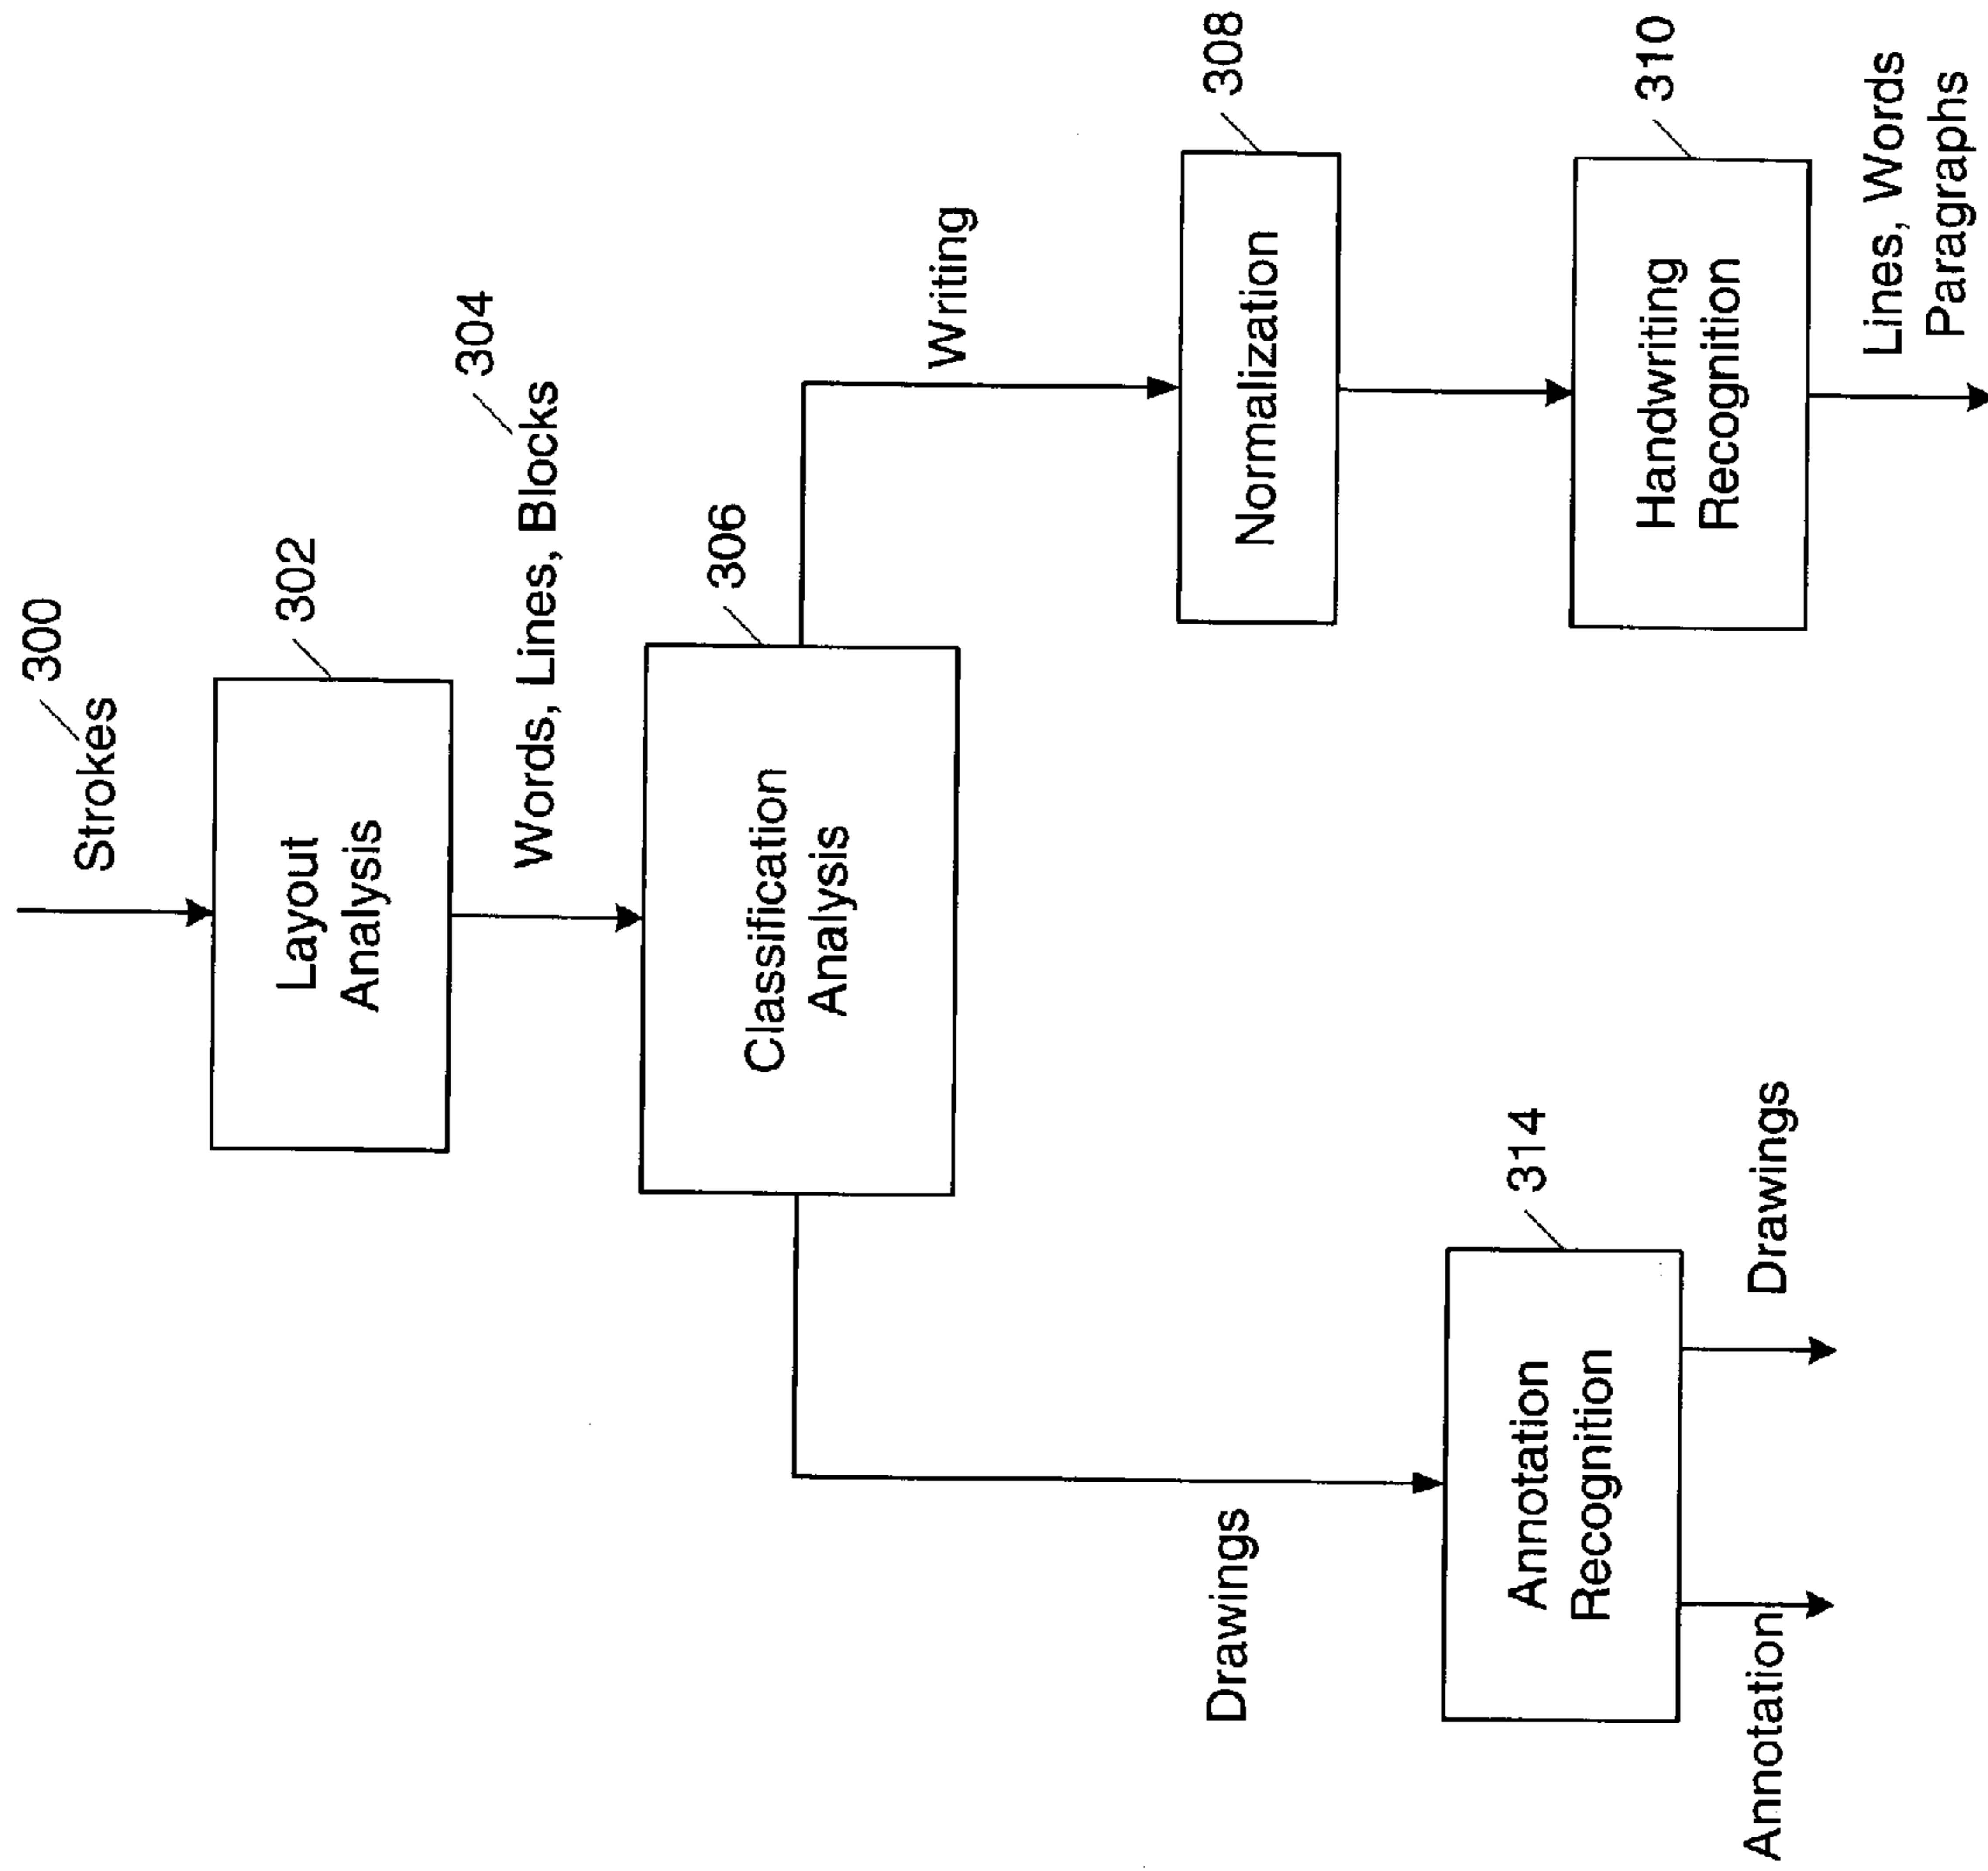 300
Strokes
302
Layout
Analysis
304
Words, Lines, Blocks
306
Classification
Analysis
Writing
308
Normalization
310
Handwriting
Recognition
Lines, Words
Paragraphs
Drawings
314
Annotation
Recognition
Annotation
Drawings